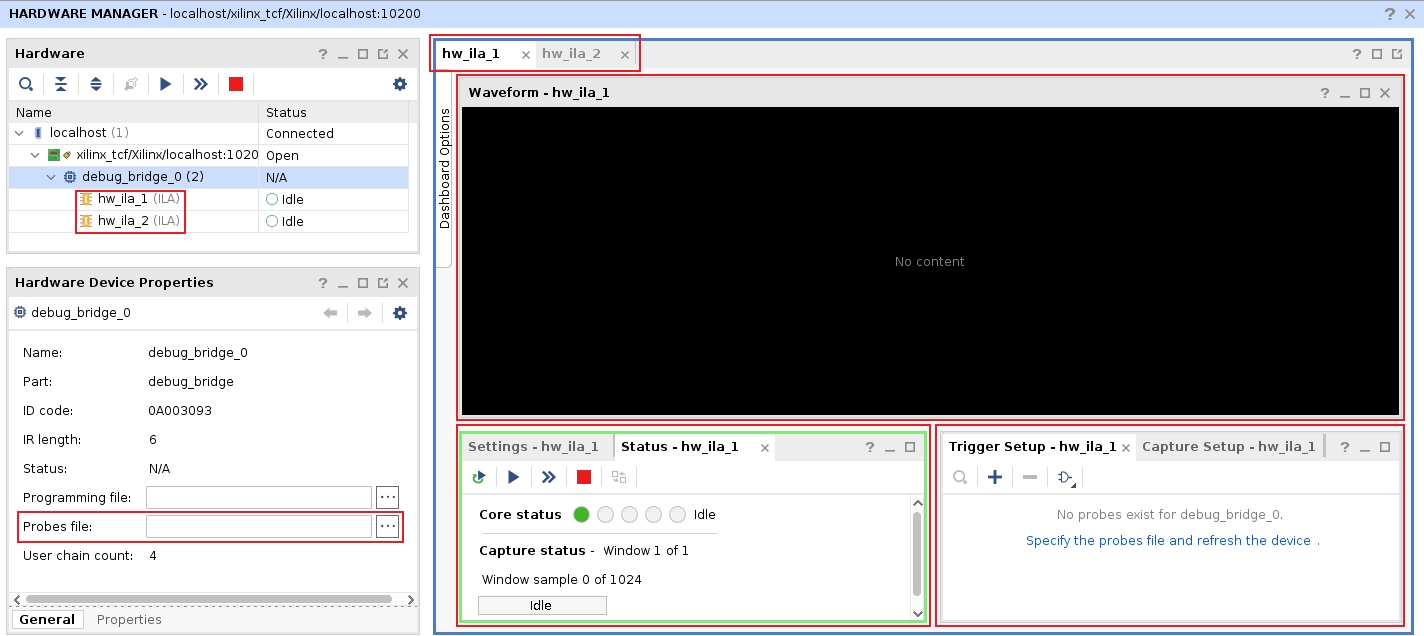 HARDWARE MANAGER - localhost/xilinx_tcf/Xilinx/localhost:10200
Hardware
Name Status
localhost (1) Connected
xilinx_tcf/Xilinx/localhost:1020 Open
debug_bridge_0 (2) N/A
hw_ila_1 (ILA) Idle
hw_ila_2 (ILA) Idle
Hardware Device Properties
debug_bridge_0
Name: debug_bridge_0
Part: debug_bridge
ID code: 0A003093
IR length: 6
Status: N/A
Programming file: ...
Probes file: ...
User chain count: 4
General Properties
hw_ila_1 hw_ila_2
Dashboard Options
Waveform - hw_ila_1
No content
Settings - hw_ila_1 Status - hw_ila_1
Core status Idle
Capture status - Window 1 of 1
Window sample 0 of 1024
Idle
Trigger Setup - hw_ila_1 Capture Setup - hw_ila_1
No probes exist for debug_bridge_0.
Specify the probes file and refresh the device .